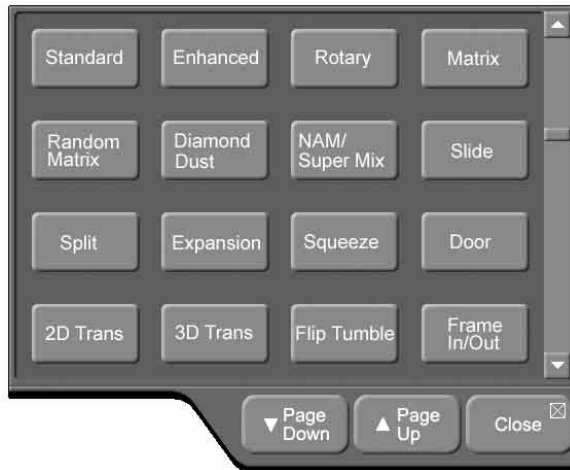 Standard
Enhanced
Rotary
Matrix
Random
Matrix
Diamond
Dust
NAM/
Super Mix
Slide
Split
Expansion
Squeeze
Door
2D Trans
3D Trans
Flip Tumble
Frame
In/Out
Page
Down
Page
Up
Close